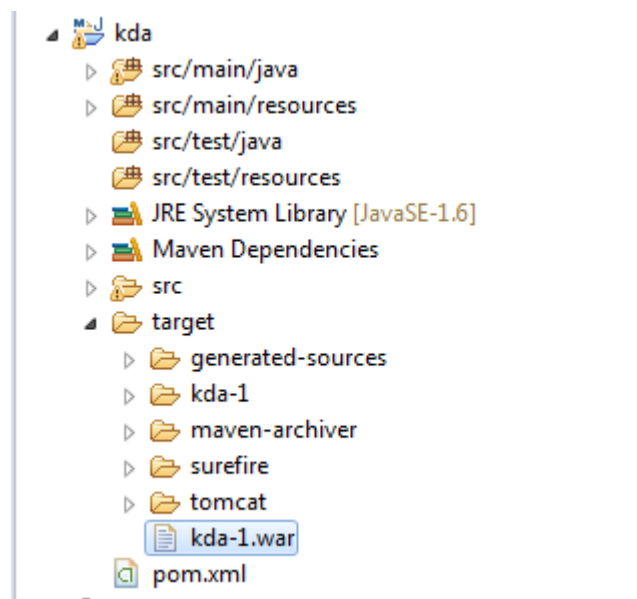 kda
src/main/java
src/main/resources
src/test/java
src/test/resources
JRE System Library [JavaSE-1.6]
Maven Dependencies
src
target
generated-sources
kda-1
maven-archiver
surefire
tomcat
kda-1.war
pom.xml